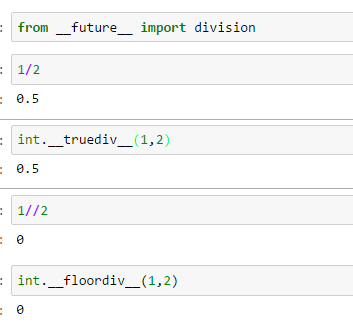 : from __future__ import division
: 1/2
: 0.5
: int.__truediv__(1,2)
: 0.5
: 1//2
: 0
: int.__floordiv__(1,2)
: 0